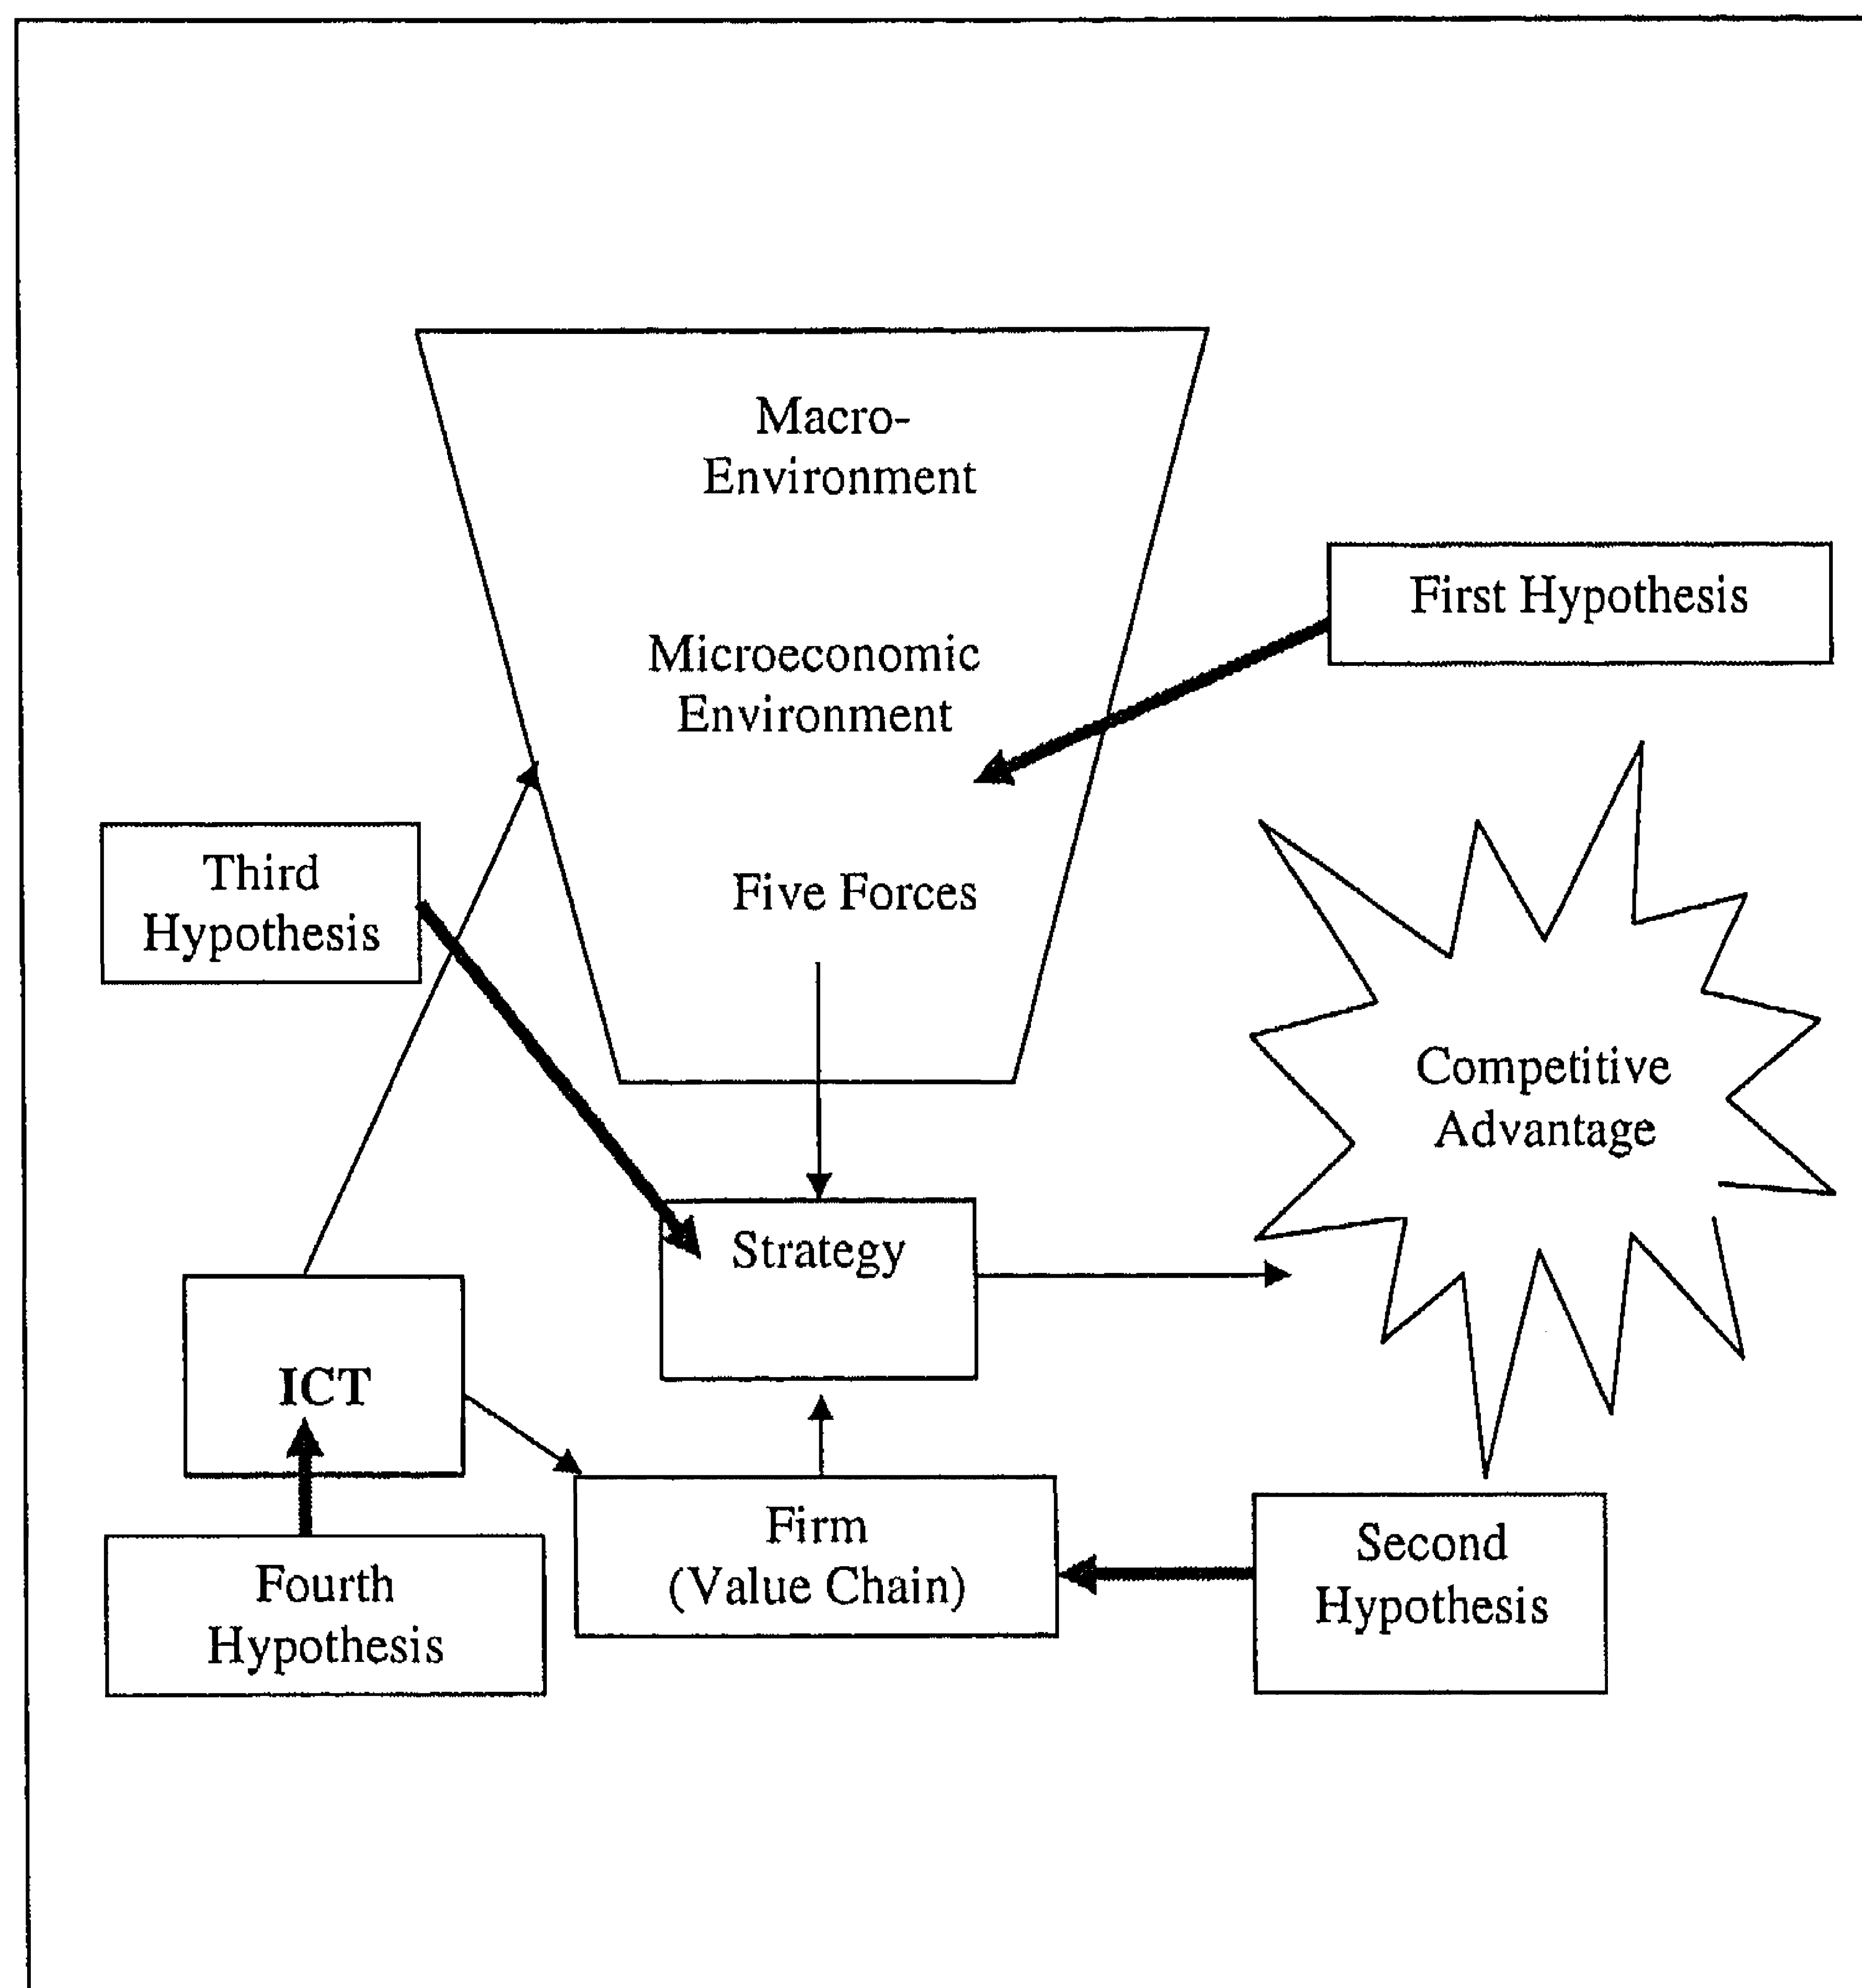 Macro-
Environment
Microeconomic
Environment
First Hypothesis
Third
Hypothesis
Five Forces
Competitive
Advantage
Strategy
ICT
Firm
(Value Chain)
Second
Hypothesis
Fourth
Hypothesis